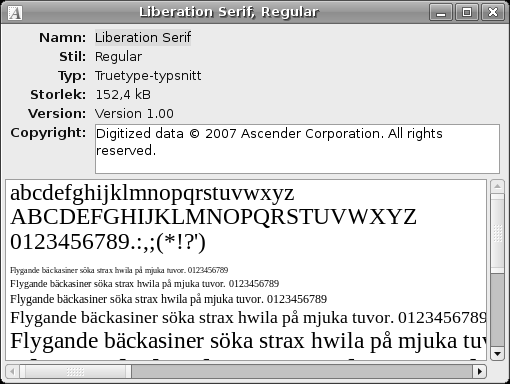 Liberation Serif, Regular
Namn: Liberation Serif
Stil: Regular
Typ: Truetype-typsnitt
Storlek: 152,4 kB
Version: Version 1.00
Copyright: Digitized data © 2007 Ascender Corporation. All rights
reserved.
abcdefghijklmnopqrstuvwxyz
ABCDEFGHIJKLMNOPQRSTUVWXYZ
0123456789.:,;(*!?')
Flygande bäckasiner söka strax hwila på mjuka tuvor. 0123456789
Flygande bäckasiner söka strax hwila på mjuka tuvor. 0123456789
Flygande bäckasiner söka strax hwila på mjuka tuvor. 0123456789
Flygande bäckasiner söka strax hwila på mjuka tuvor. 0123456789
Flygande bäckasiner söka strax hwila på mjuka tuv